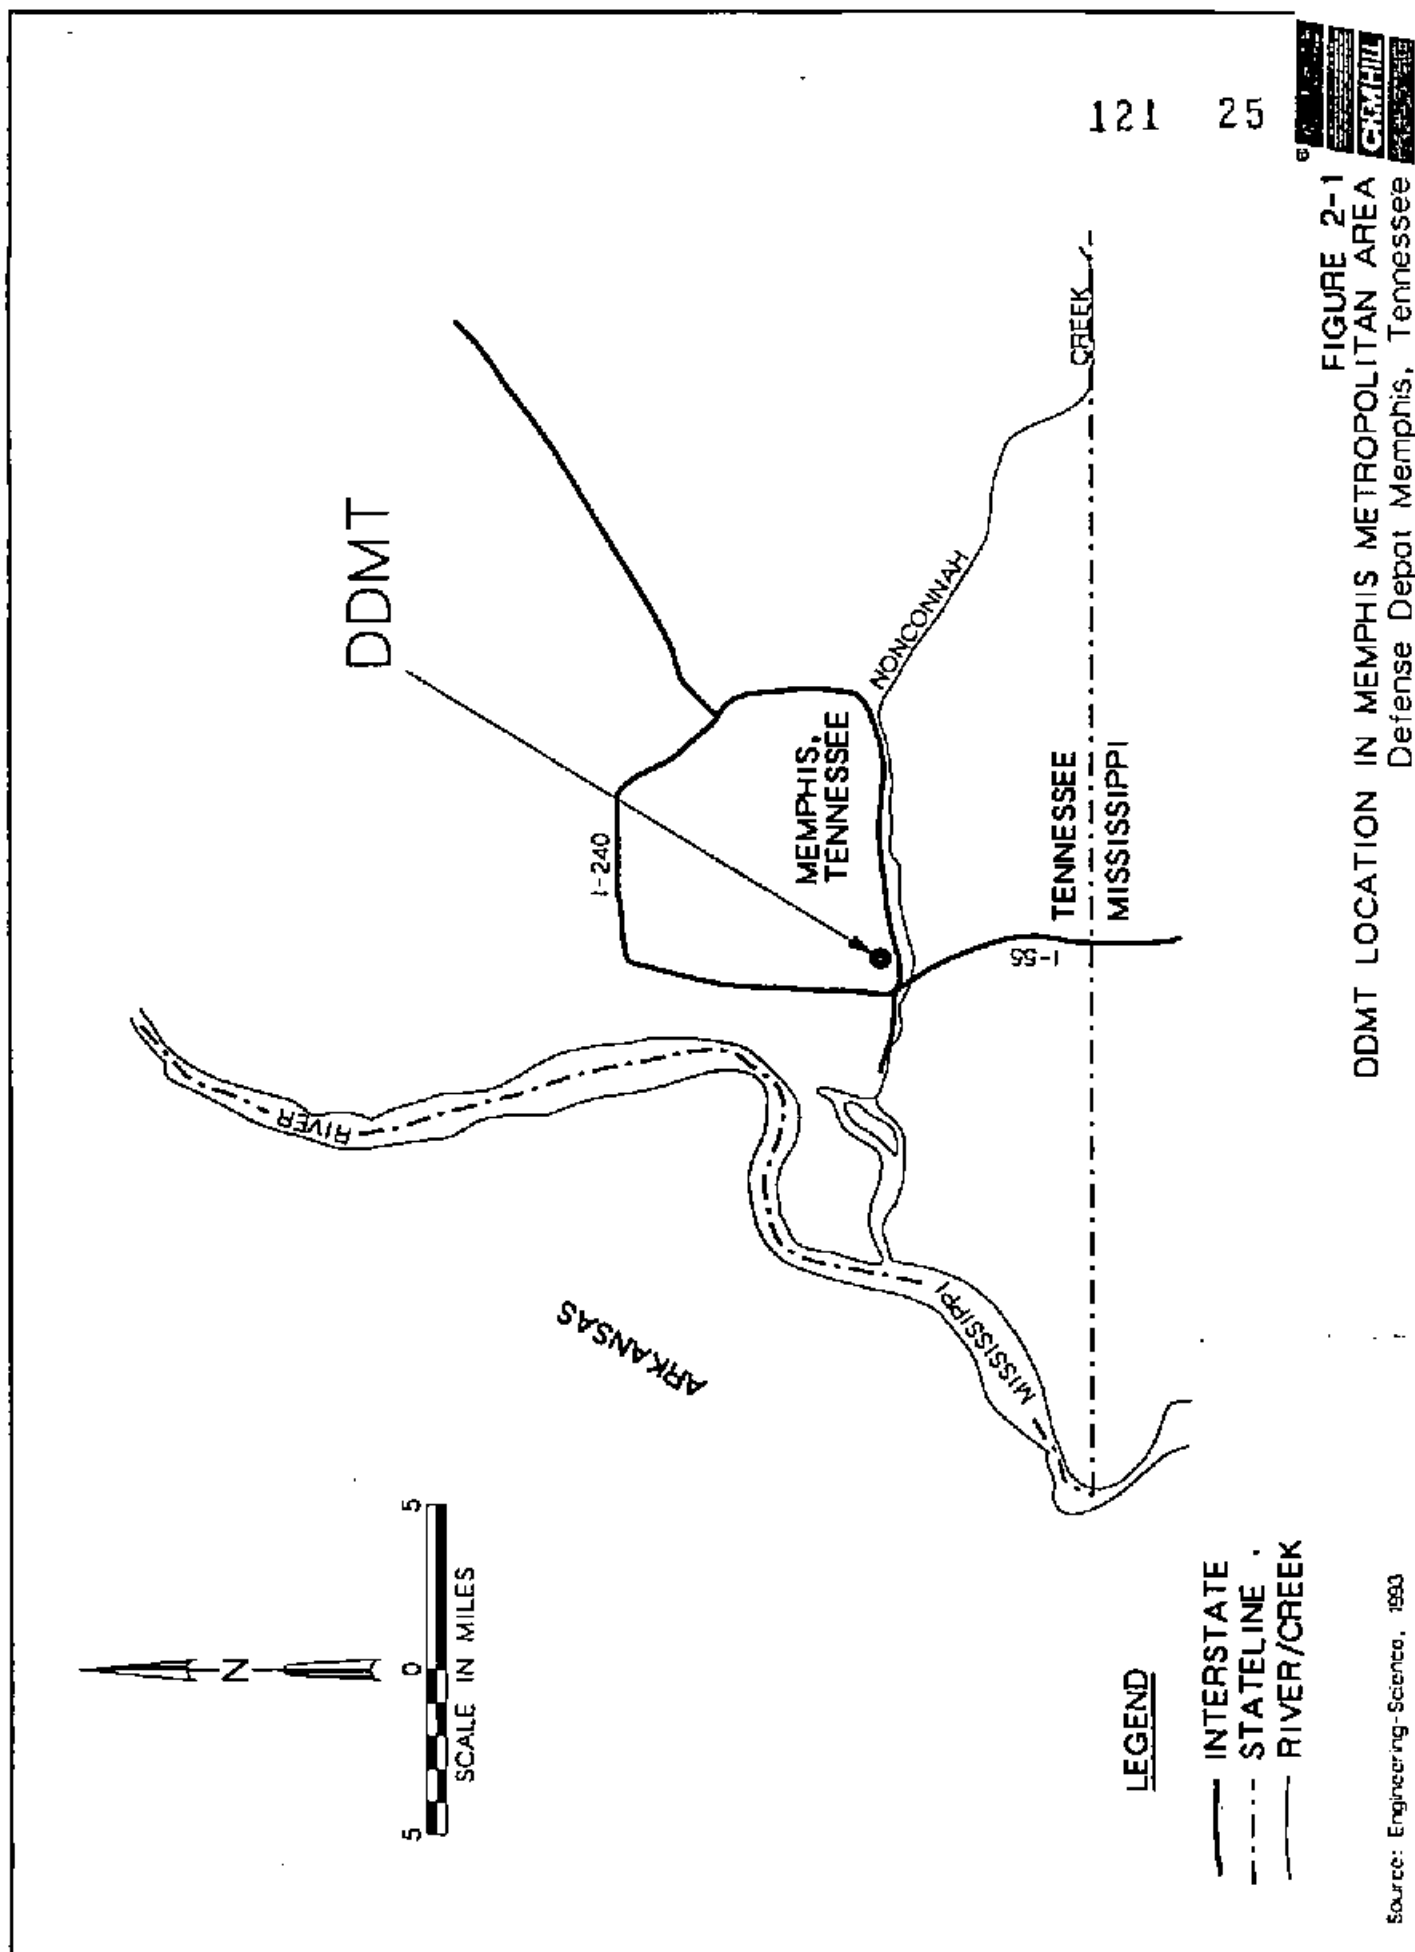 121 25
DDMT
I-240
MEMPHIS,
TENNESSEE
NONCONNAH
CREEK
RIVER
MISSISSIPPI
ARKANSAS
I-55
TENNESSEE
MISSISSIPPI
N
5 0 5
SCALE IN MILES
LEGEND
INTERSTATE
STATELINE
RIVER/CREEK
FIGURE 2-1
DDMT LOCATION IN MEMPHIS METROPOLITAN AREA
Defense Depot Memphis, Tennessee
CH2M HILL
Source: Engineering-Science, 1993